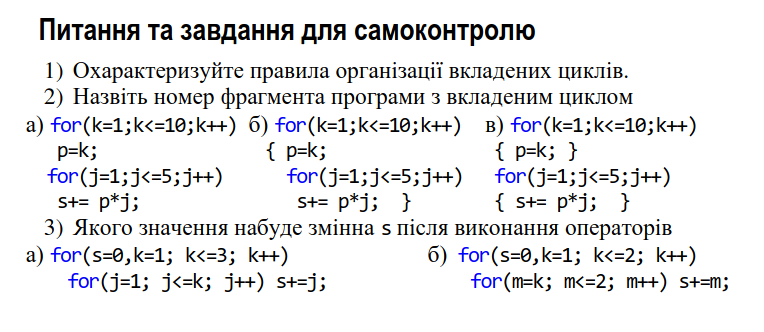 Питання та завдання для самоконтролю
1) Охарактеризуйте правила організації вкладених циклів.
2) Назвіть номер фрагмента програми з вкладеним циклом
а) for(k=1;k<=10;k++) б) for(k=1;k<=10;k++) в) for(k=1;k<=10;k++)
p=k; { p=k; { p=k; }
for(j=1;j<=5;j++) for(j=1;j<=5;j++) for(j=1;j<=5;j++)
s+= p*j; s+= p*j; } { s+= p*j; }
3) Якого значення набуде змінна s після виконання операторів
а) for(s=0,k=1; k<=3; k++) б) for(s=0,k=1; k<=2; k++)
for(j=1; j<=k; j++) s+=j; for(m=k; m<=2; m++) s+=m;